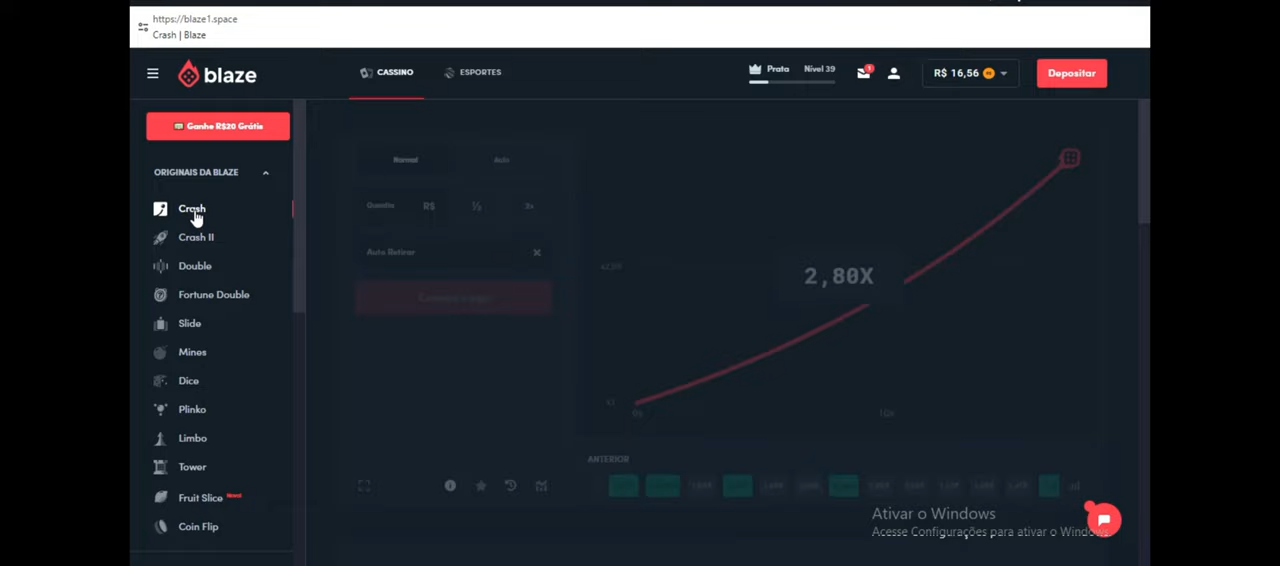 https://blaze1.space
Crash | Blaze
blaze
CASSINO
ESPORTES
Prata
Nível 39
1
R$ 16,56
Depositar
Ganhe R$20 Grátis
ORIGINAIS DA BLAZE
Crash
Crash II
Double
Fortune Double
Slide
Mines
Dice
Plinko
Limbo
Tower
Fruit Slice
Coin Flip
Normal
Auto
Quantia
R$
½
2x
Auto Retirar
2,80X
ANTERIOR
Ativar o Windows
Acesse Configurações para ativar o Windows.